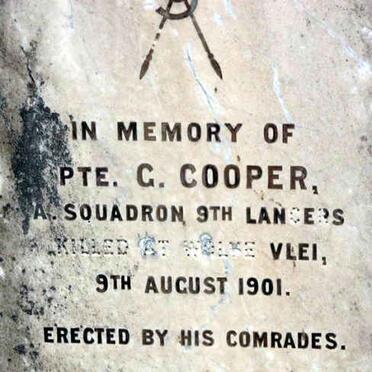 IN MEMORY OF
PTE. G. COOPER,
A. SQUADRON 9TH LANCERS
KILLED AT VLEI,
9TH AUGUST 1901.
ERECTED BY HIS COMRADES.